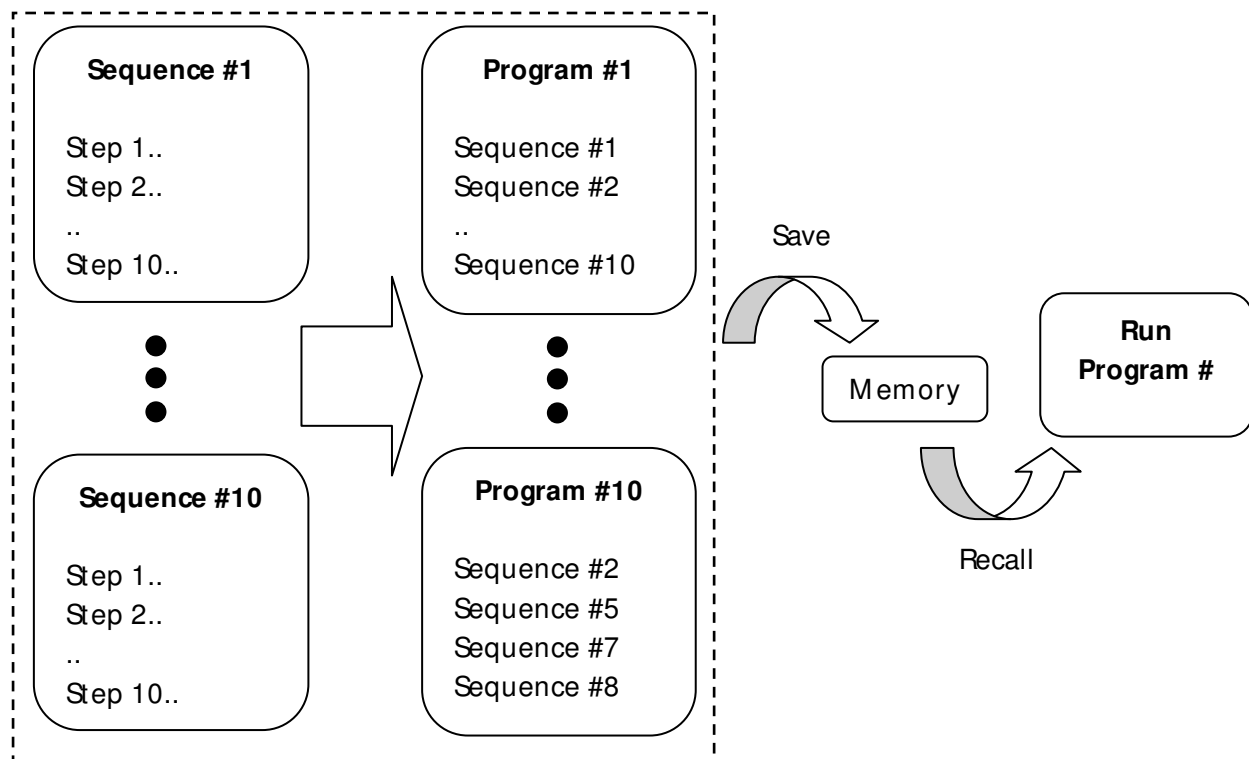 Sequence #1
Step 1..
Step 2..
..
Step 10..
Sequence #10
Step 1..
Step 2..
..
Step 10..
Program #1
Sequence #1
Sequence #2
..
Sequence #10
Program #10
Sequence #2
Sequence #5
Sequence #7
Sequence #8
Save
Memory
Recall
Run
Program #